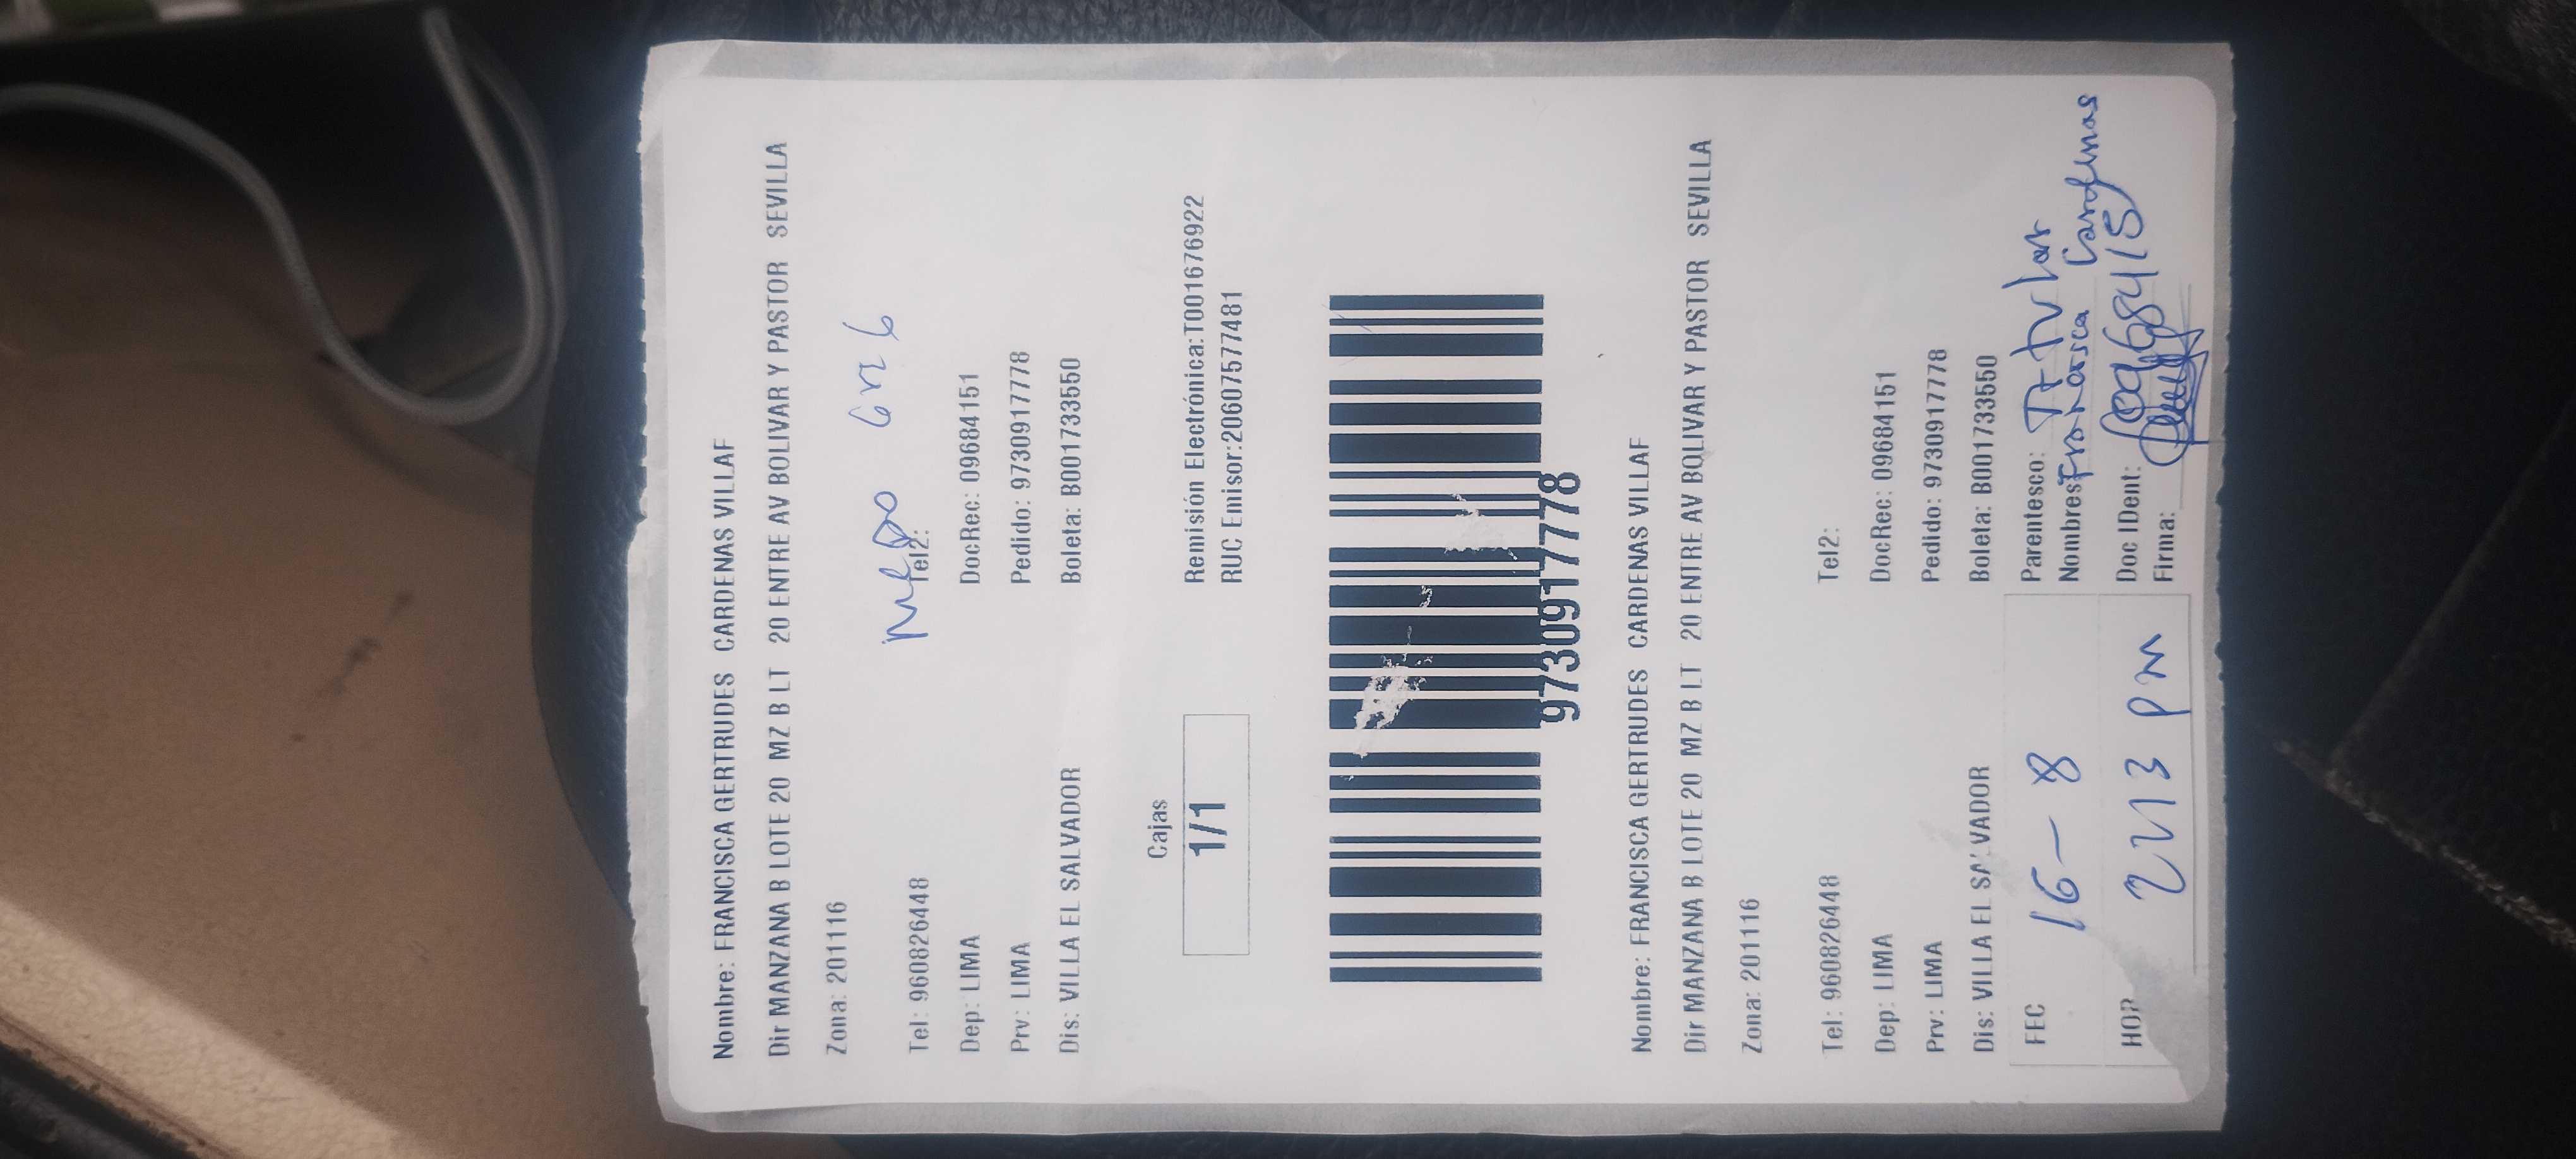 Nombre: FRANCISCA GERTRUDES CARDENAS VILLAF
Dir MANZANA B LOTE 20 MZ B LT 20 ENTRE AV BOLIVAR Y PASTOR SEVILLA
Zona: 201116
Tel: 960826448 Tel2:
Dep: LIMA DocRec: 09684151
Prv: LIMA Pedido: 9730917778
Dis: VILLA EL SALVADOR Boleta: B001733550
Cajas
1/1
Remisión Electrónica:T001676922
RUC Emisor:20607577481
9730917778
Nombre: FRANCISCA GERTRUDES CARDENAS VILLAF
Dir MANZANA B LOTE 20 MZ B LT 20 ENTRE AV BOLIVAR Y PASTOR SEVILLA
Zona: 201116
Tel: 960826448 Tel2:
Dep: LIMA DocRec: 09684151
Prv: LIMA Pedido: 9730917778
Dis: VILLA EL SALVADOR Boleta: B001733550
FEC 16-8
Parentesco: Titular
Nombres: Francisca Cardenas
HOR 2 13 pm
Doc IDent:
Firma: